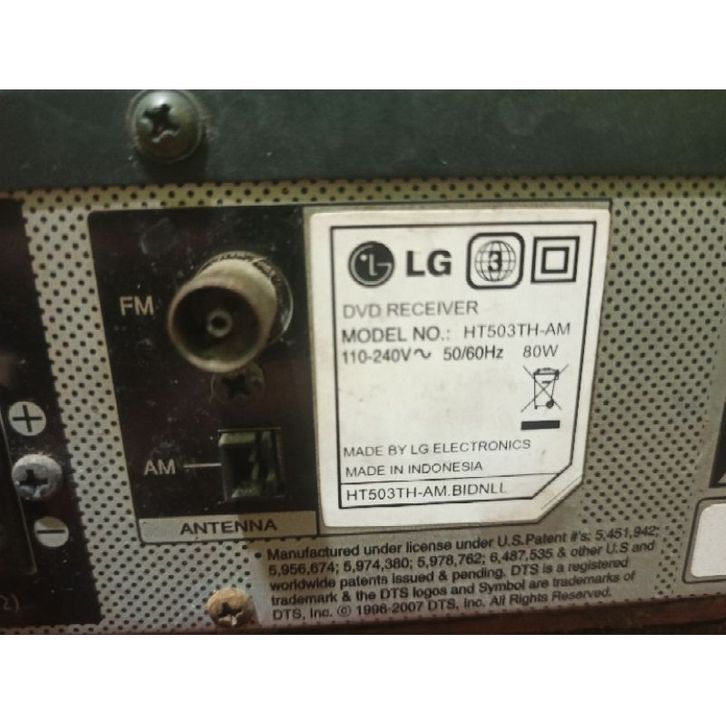 FM
AM
ANTENNA
+
−
2)
LG 3
DVD RECEIVER
MODEL NO.: HT503TH-AM
110-240V~ 50/60Hz 80W
MADE BY LG ELECTRONICS
MADE IN INDONESIA
HT503TH-AM.BIDNLL
• Manufactured under license under U.S.Patent #'s: 5,451,942;
5,956,674; 5,974,380; 5,978,762; 6,487,535 & other U.S and
worldwide patents issued & pending. DTS is a registered
trademark & the DTS logos and Symbol are trademarks of
DTS, Inc. © 1996-2007 DTS, Inc. All Rights Reserved.